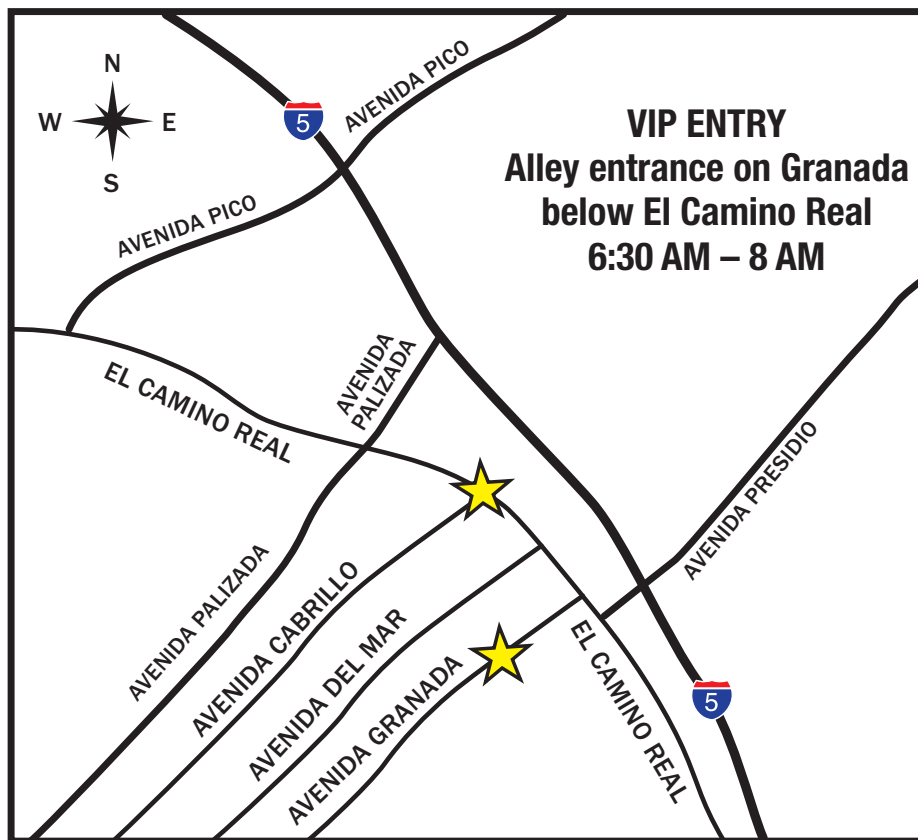 N
W E
S
5
AVENIDA PICO
AVENIDA PICO
VIP ENTRY
Alley entrance on Granada
below El Camino Real
6:30 AM – 8 AM
EL CAMINO REAL
AVENIDA
PALIZADA
AVENIDA PRESIDIO
AVENIDA PALIZADA
AVENIDA CABRILLO
AVENIDA DEL MAR
AVENIDA GRANADA
EL CAMINO REAL
5